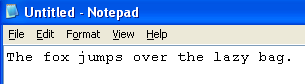 Untitled - Notepad
File Edit Format View Help
The fox jumps over the lazy bag.